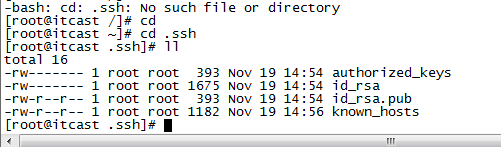 -bash: cd: .ssh: No such file or directory
[root@itcast /]# cd
[root@itcast ~]# cd .ssh
[root@itcast .ssh]# ll
total 16
-rw------- 1 root root  393 Nov 19 14:54 authorized_keys
-rw------- 1 root root 1675 Nov 19 14:54 id_rsa
-rw-r--r-- 1 root root  393 Nov 19 14:54 id_rsa.pub
-rw-r--r-- 1 root root 1182 Nov 19 14:56 known_hosts
[root@itcast .ssh]#